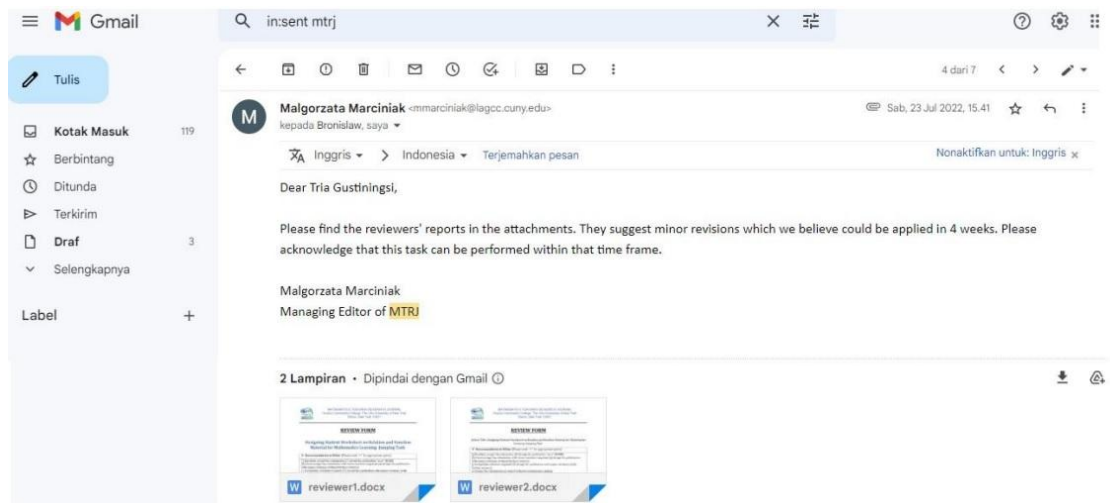 Gmail
in:sent mtrj
Tulis
4 dari 7
Malgorzata Marciniak <mmarciniak@lagcc.cuny.edu>
Sab, 23 Jul 2022, 15.41
kepada Bronislaw, saya
Kotak Masuk 119
Berbintang
Ditunda
Terkirim
Draf 3
Selengkapnya
Label
Inggris > Indonesia Terjemahkan pesan
Nonaktifkan untuk: Inggris x
Dear Tria Gustiningsi,
Please find the reviewers' reports in the attachments. They suggest minor revisions which we believe could be applied in 4 weeks. Please
acknowledge that this task can be performed within that time frame.
Malgorzata Marciniak
Managing Editor of MTRJ
2 Lampiran • Dipindai dengan Gmail
REVIEW FORM
REVIEW FORM
W reviewer1.docx
W reviewer2.docx